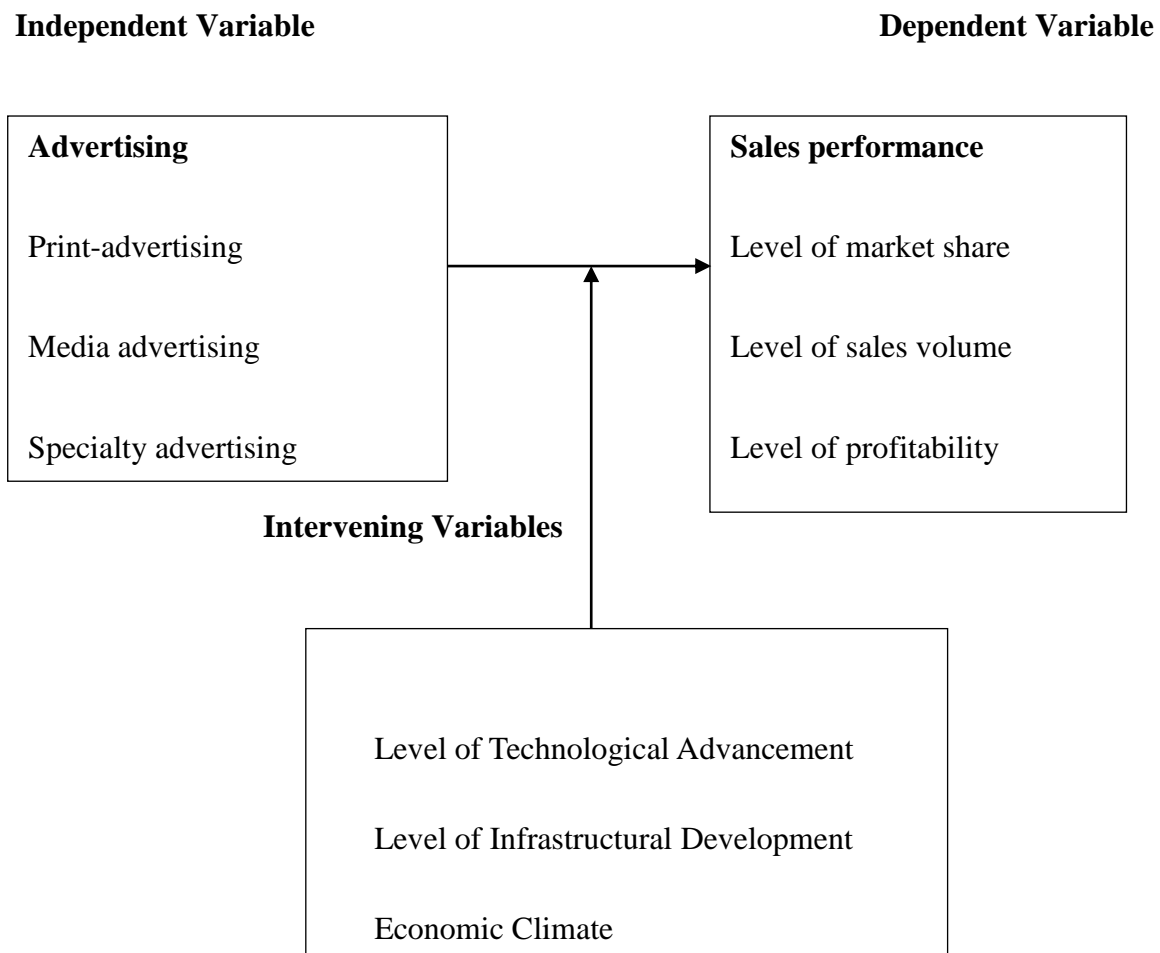 Independent Variable
Dependent Variable
Advertising
Print-advertising
Media advertising
Specialty advertising
Sales performance
Level of market share
Level of sales volume
Level of profitability
Intervening Variables
Level of Technological Advancement
Level of Infrastructural Development
Economic Climate